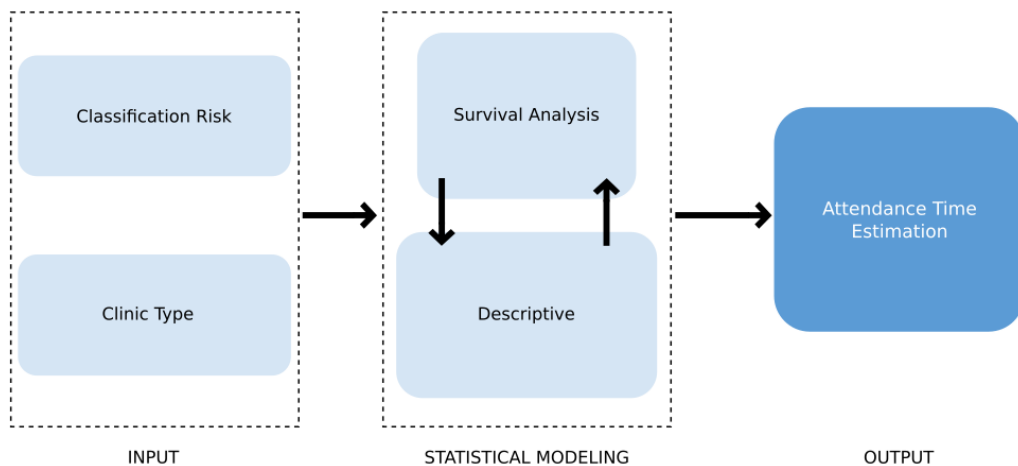 Classification Risk
Clinic Type
INPUT
Survival Analysis
Descriptive
STATISTICAL MODELING
Attendance Time
Estimation
OUTPUT